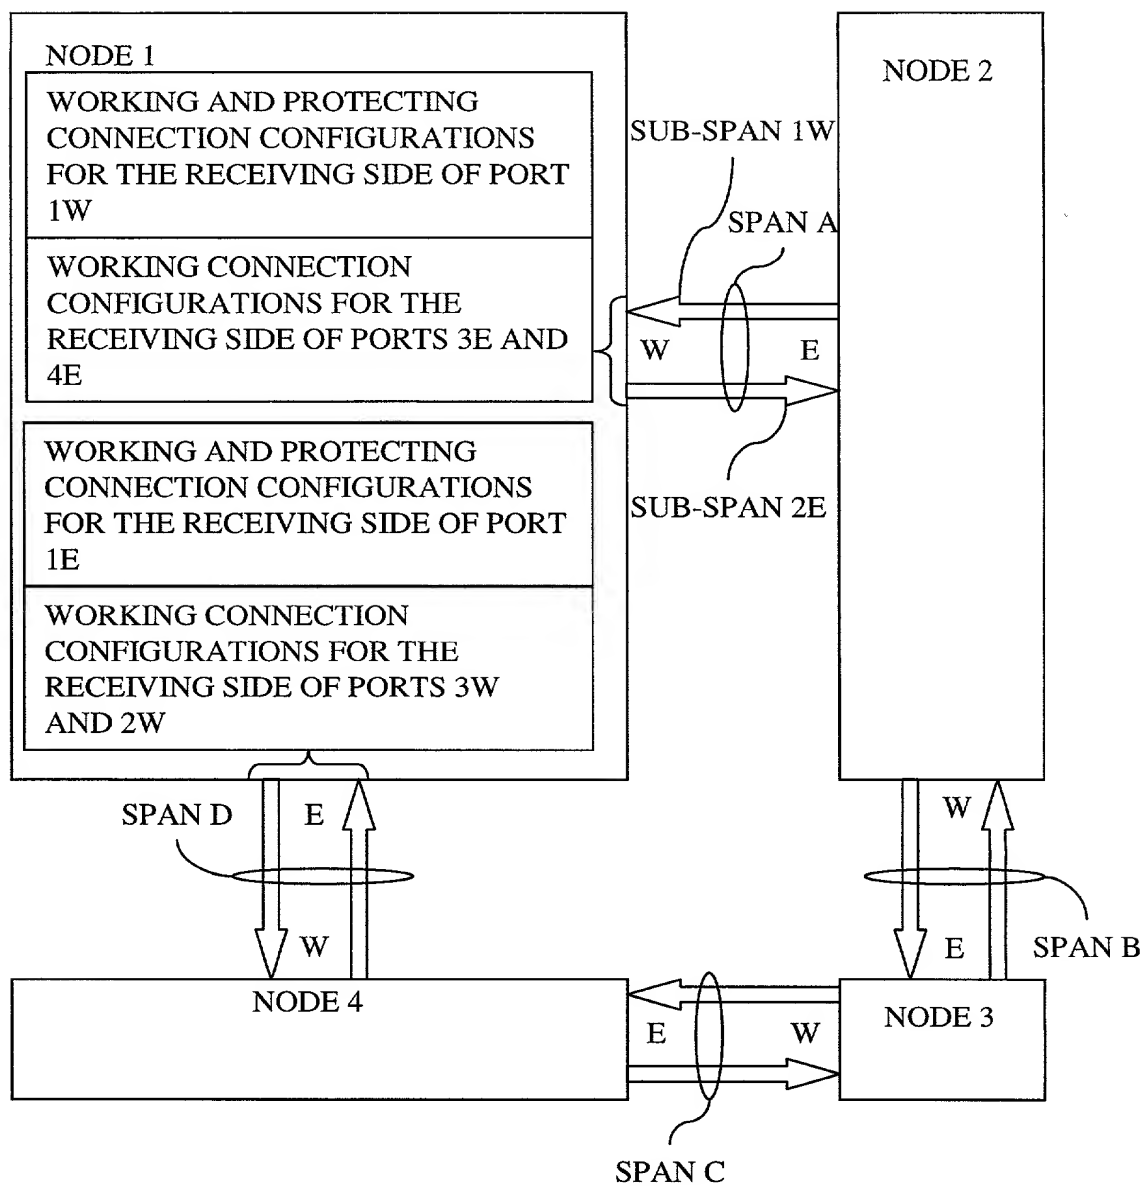 NODE 1
WORKING AND PROTECTING
CONNECTION CONFIGURATIONS
FOR THE RECEIVING SIDE OF PORT
1W
WORKING CONNECTION
CONFIGURATIONS FOR THE
RECEIVING SIDE OF PORTS 3E AND
4E
WORKING AND PROTECTING
CONNECTION CONFIGURATIONS
FOR THE RECEIVING SIDE OF PORT
1E
WORKING CONNECTION
CONFIGURATIONS FOR THE
RECEIVING SIDE OF PORTS 3W
AND 2W
NODE 2
SUB-SPAN 1W
SPAN A
W
E
SUB-SPAN 2E
SPAN D
E
W
W
E
SPAN B
NODE 4
E
W
NODE 3
SPAN C